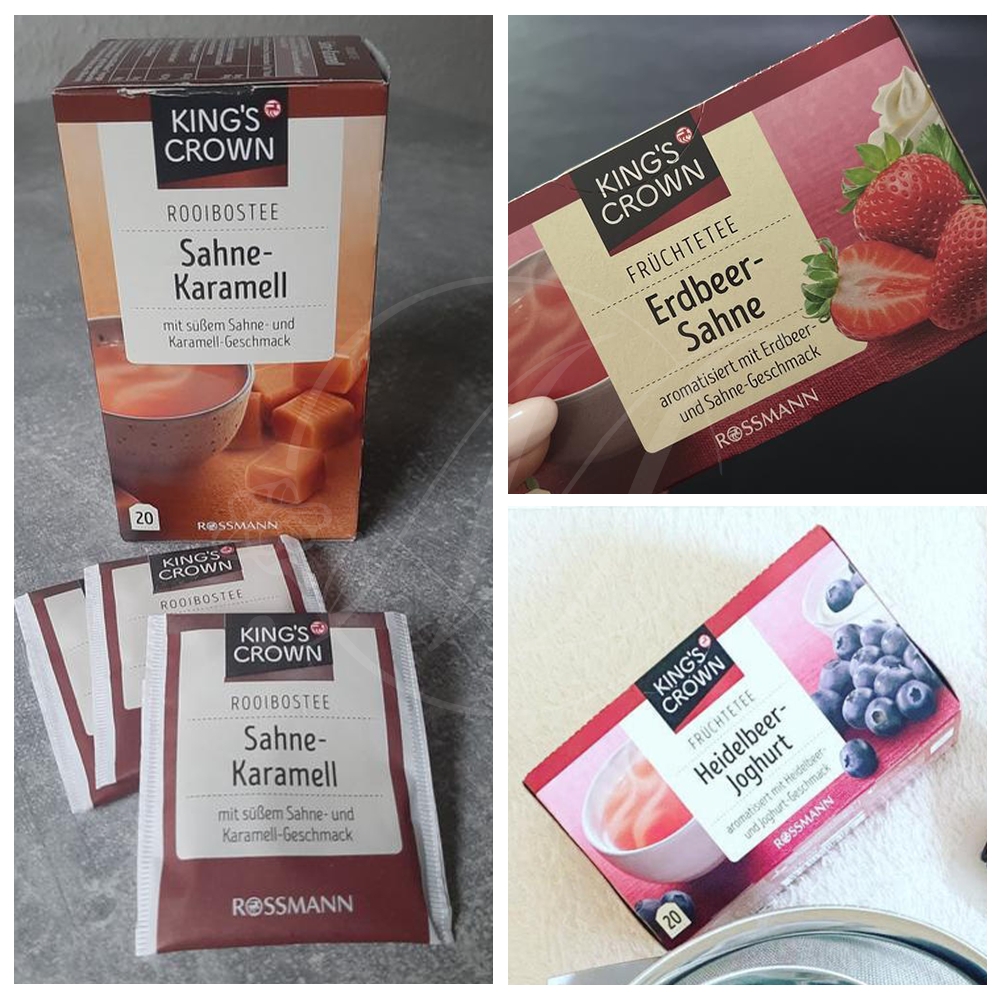 KING'S
CROWN
ROOIBOSTEE
Sahne-
Karamell
mit süßem Sahne- und
Karamell-Geschmack
20
ROSSMANN
KING'S
CROWN
ROOIBOSTEE
KING'S
CROWN
ROOIBOSTEE
Sahne-
Karamell
mit süßem Sahne- und
Karamell-Geschmack
ROSSMANN
KING'S
CROWN
FRÜCHTETEE
Erdbeer-
Sahne
aromatisiert mit Erdbeer-
und Sahne-Geschmack
ROSSMANN
KING'S
CROWN
FRÜCHTETEE
Heidelbeer-
Joghurt
aromatisiert mit Heidelbeer-
und Joghurt-Geschmack
ROSSMANN
20